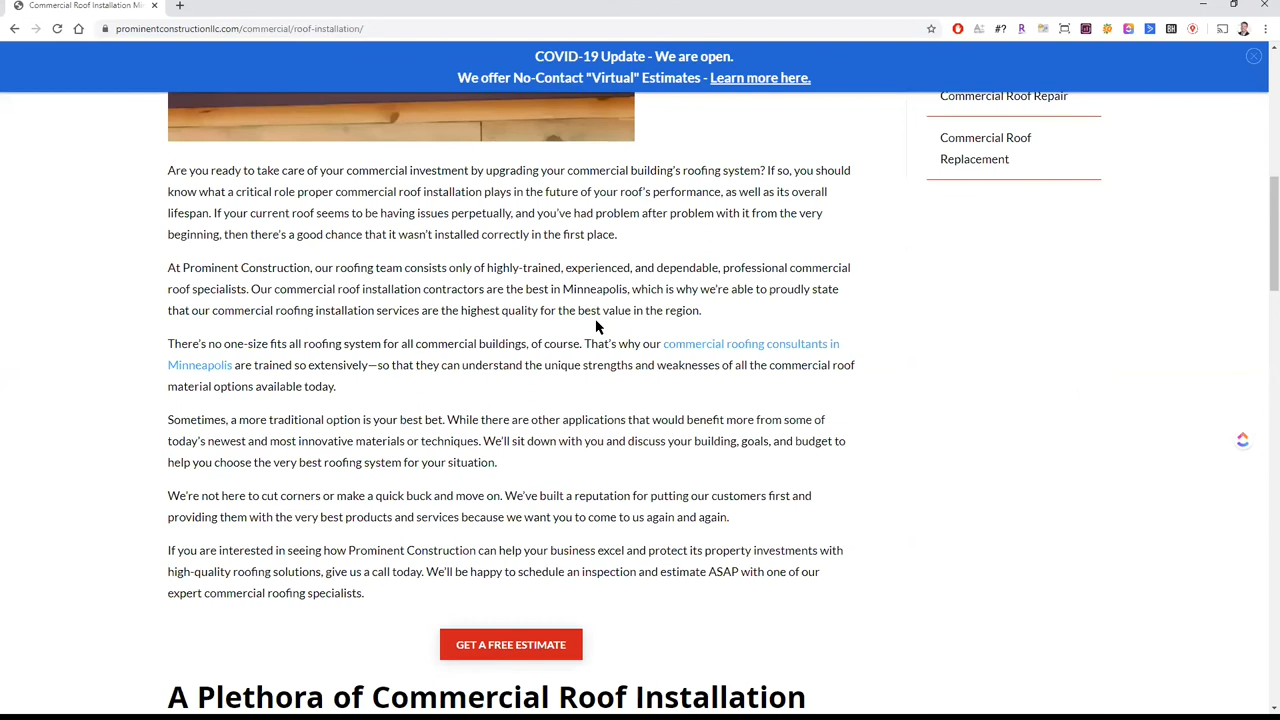 Commercial Roof Installation M
prominentconstructionllc.com/commercial/roof-installation/
#?
R
COVID-19 Update - We are open.
We offer No-Contact "Virtual" Estimates - Learn more here.
Commercial Roof Repair
Commercial Roof
Replacement
Are you ready to take care of your commercial investment by upgrading your commercial building's roofing system? If so, you should
know what a critical role proper commercial roof installation plays in the future of your roof's performance, as well as its overall
lifespan. If your current roof seems to be having issues perpetually, and you've had problem after problem with it from the very
beginning, then there's a good chance that it wasn't installed correctly in the first place.
At Prominent Construction, our roofing team consists only of highly-trained, experienced, and dependable, professional commercial
roof specialists. Our commercial roof installation contractors are the best in Minneapolis, which is why we're able to proudly state
that our commercial roofing installation services are the highest quality for the best value in the region.
There's no one-size fits all roofing system for all commercial buildings, of course. That's why our commercial roofing consultants in
Minneapolis are trained so extensively—so that they can understand the unique strengths and weaknesses of all the commercial roof
material options available today.
Sometimes, a more traditional option is your best bet. While there are other applications that would benefit more from some of
today's newest and most innovative materials or techniques. We'll sit down with you and discuss your building, goals, and budget to
help you choose the very best roofing system for your situation.
We're not here to cut corners or make a quick buck and move on. We've built a reputation for putting our customers first and
providing them with the very best products and services because we want you to come to us again and again.
If you are interested in seeing how Prominent Construction can help your business excel and protect its property investments with
high-quality roofing solutions, give us a call today. We'll be happy to schedule an inspection and estimate ASAP with one of our
expert commercial roofing specialists.
GET A FREE ESTIMATE
A Plethora of Commercial Roof Installation